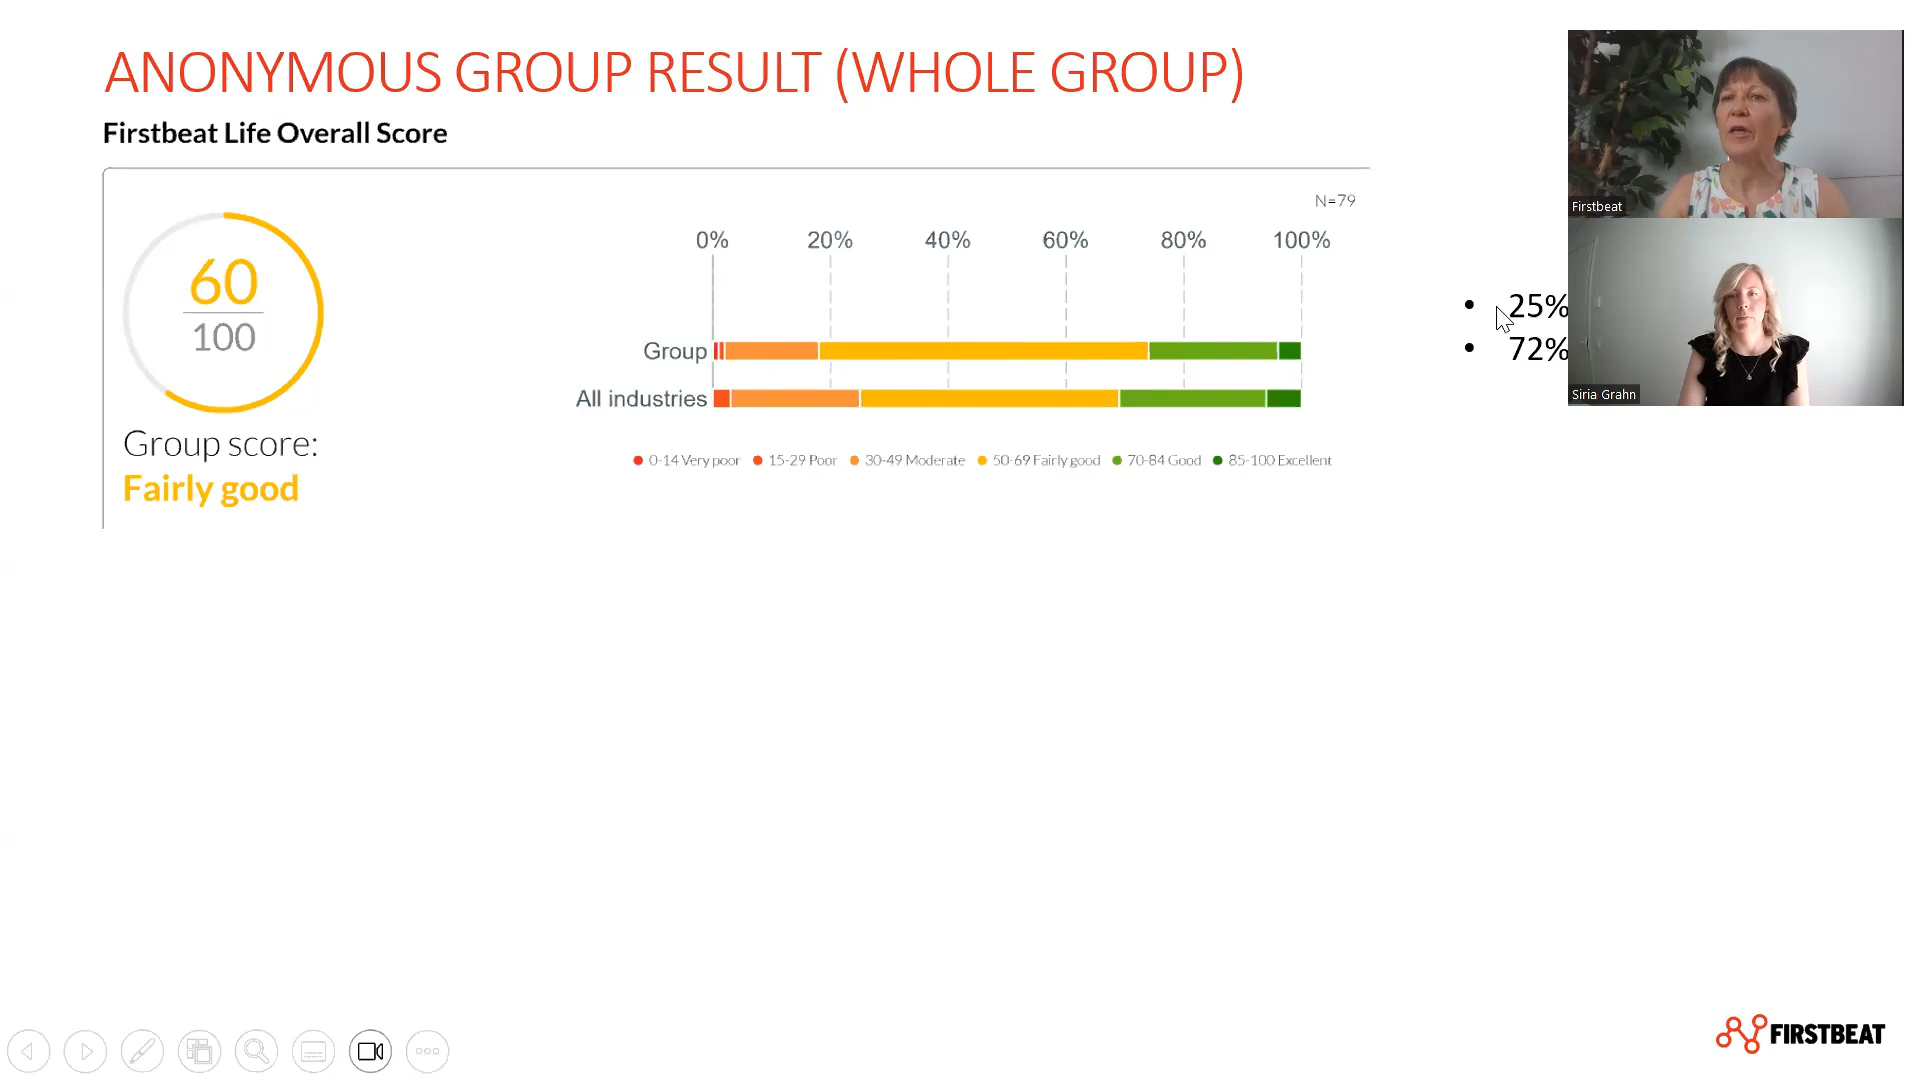 ANONYMOUS GROUP RESULT (WHOLE GROUP)
Firstbeat Life Overall Score
N=79
60
100
Group score:
Fairly good
0% 20% 40% 60% 80% 100%
Group
All industries
0-14 Very poor 15-29 Poor 30-49 Moderate 50-69 Fairly good 70-84 Good 85-100 Excellent
• 25%
• 72%
Firstbeat
Siria Grahn
FIRSTBEAT